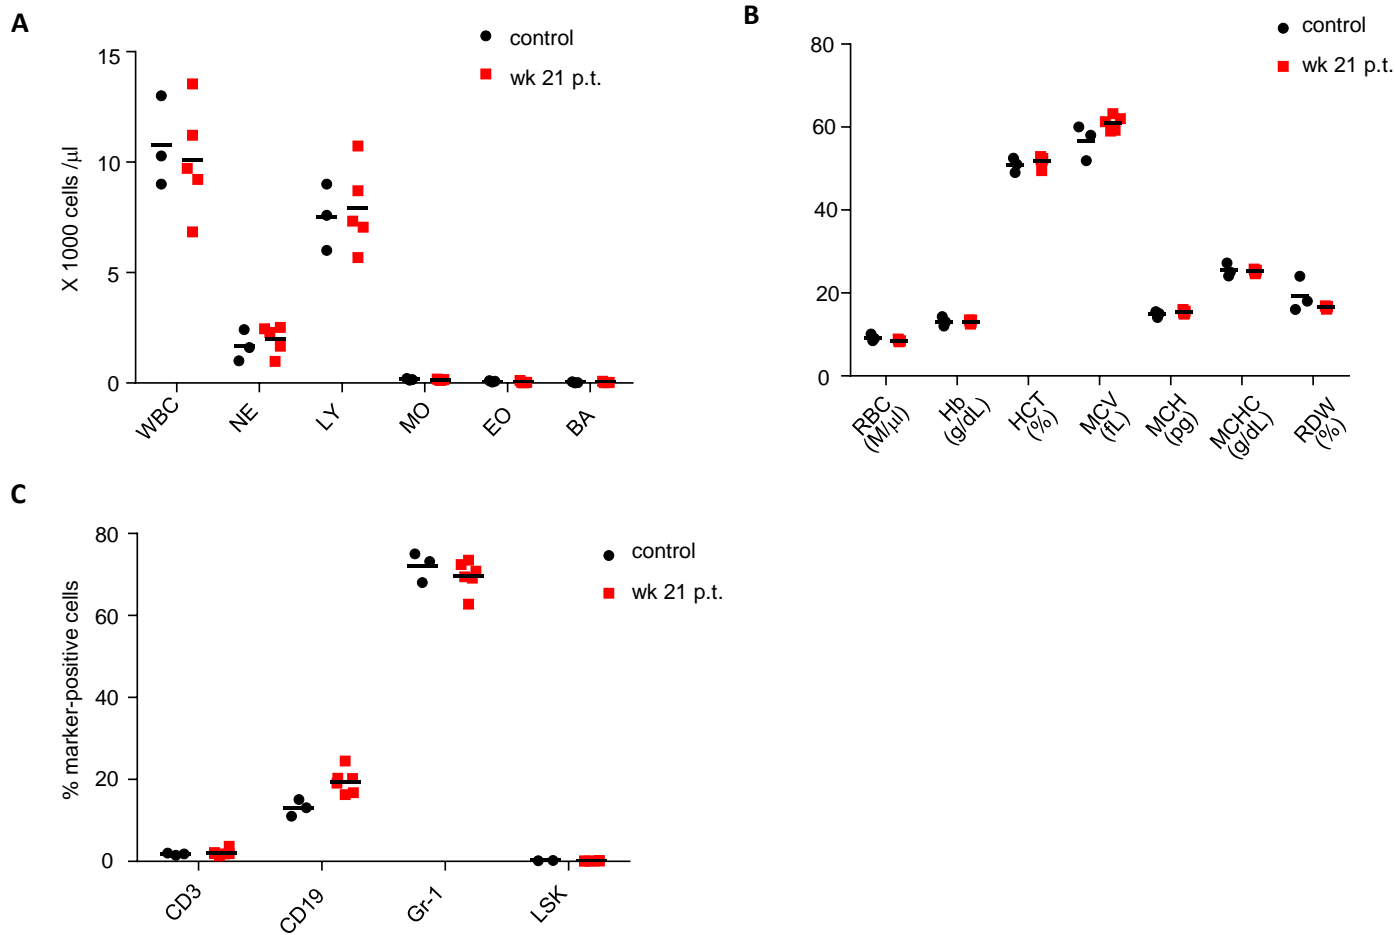 A
control
wk 21 p.t.
X 1000 cells /μl
15
10
5
0
WBC
NE
LY
MO
EO
BA
B
control
wk 21 p.t.
80
60
40
20
0
RBC
(M/μl)
Hb
(g/dL)
HCT
(%)
MCV
(fL)
MCH
(pg)
MCHC
(g/dL)
RDW
(%)
C
control
wk 21 p.t.
% marker-positive cells
80
60
40
20
0
CD3
CD19
Gr-1
LSK